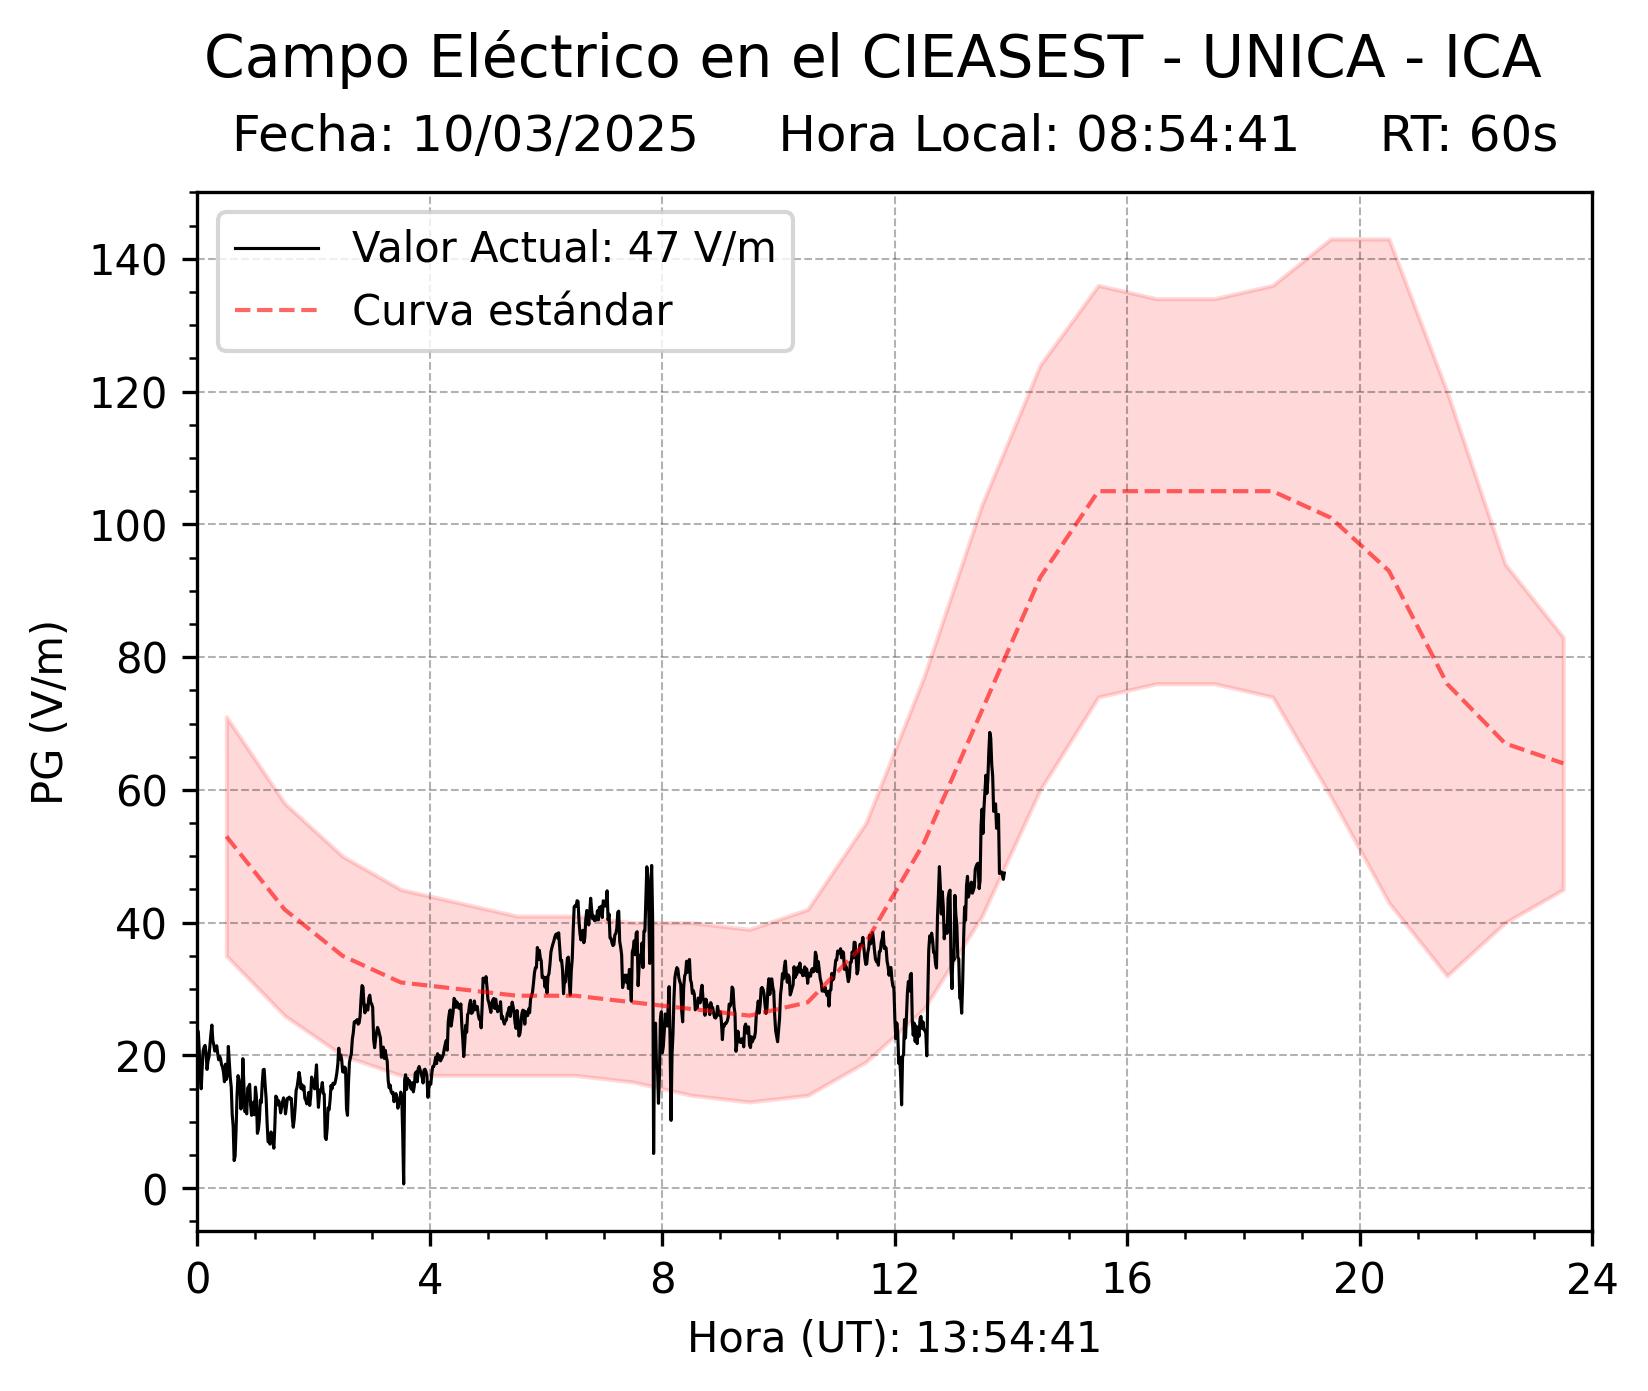 Campo Eléctrico en el CIEASEST - UNICA - ICA
Fecha: 10/03/2025 Hora Local: 08:54:41 RT: 60s
Valor Actual: 47 V/m
Curva estándar
PG (V/m)
140
120
100
80
60
40
20
0
0 4 8 12 16 20 24
Hora (UT): 13:54:41